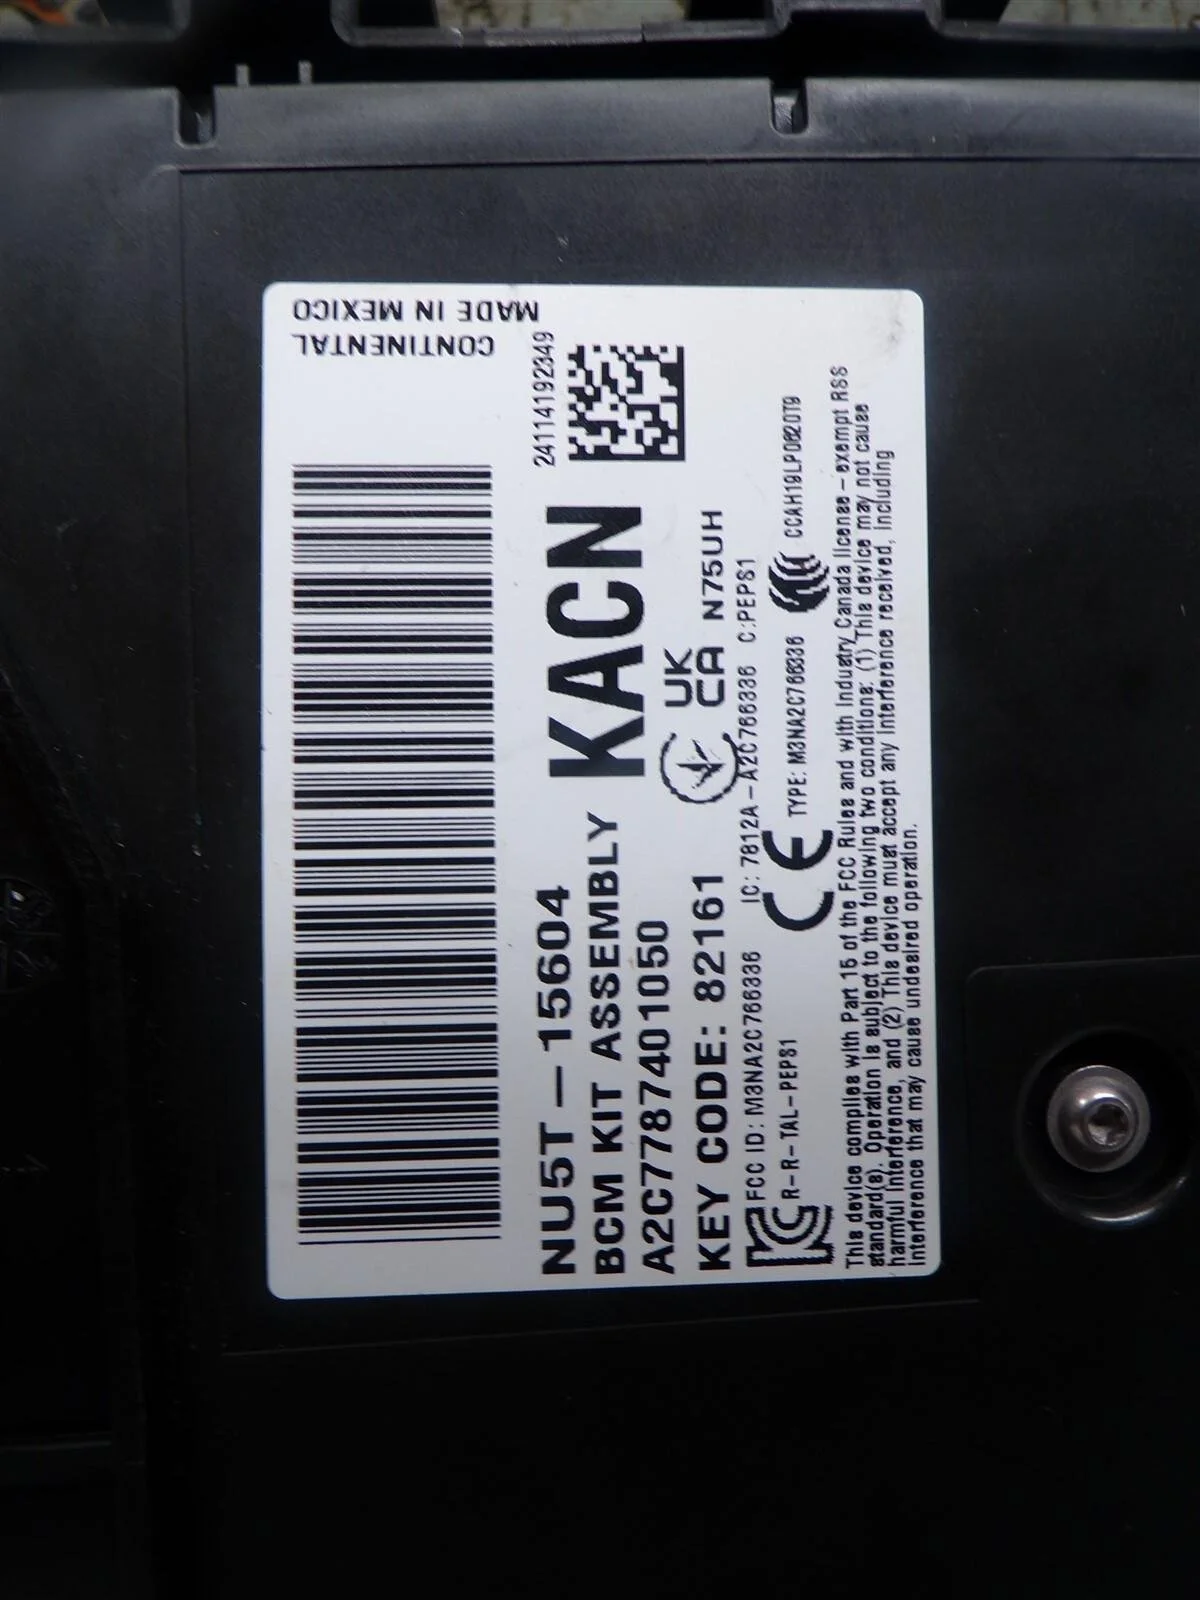 CONTINENTAL
MADE IN MEXICO
24114192349
NU5T-15604
BCM KIT ASSEMBLY
KACN
A2C7787401050
KEY CODE: 82161
UK
CA
N75UH
FCC ID: M3NA2C766336
IC: 7812A-A2C766336
C:PEPS1
R-R-TAL-PEPS1
CE
TYPE: M3NA2C766336
CCAH19LP0620T9
This device complies with Part 15 of the FCC Rules and with Industry Canada license-exempt RSS
standard(s). Operation is subject to the following two conditions: (1) This device may not cause
harmful interference, and (2) This device must accept any interference received, including
interference that may cause undesired operation.